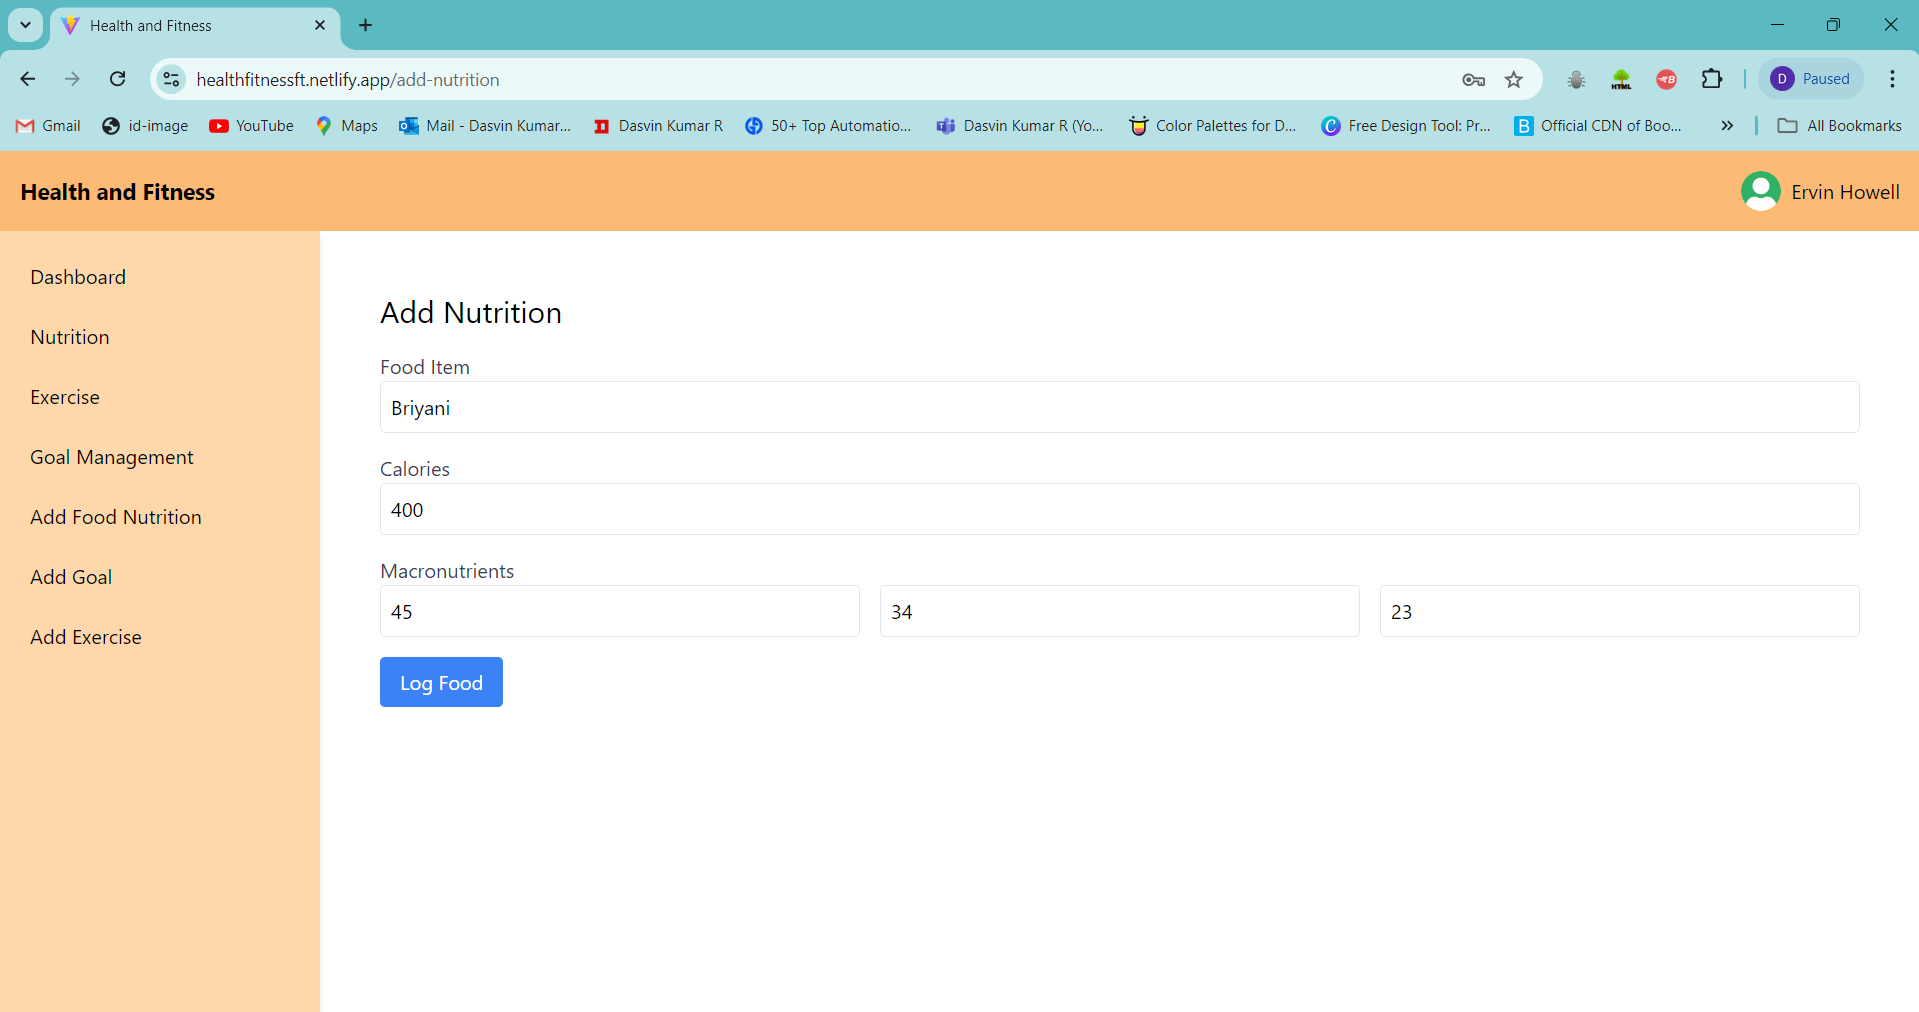 Health and Fitness
healthfitnessft.netlify.app/add-nutrition
HTML
B
D Paused
Gmail id-image YouTube Maps Mail - Dasvin Kumar... Dasvin Kumar R 50+ Top Automatio... Dasvin Kumar R (Yo... Color Palettes for D... C Free Design Tool: Pr... B Official CDN of Boo... » All Bookmarks
Health and Fitness
Ervin Howell
Dashboard
Nutrition
Exercise
Goal Management
Add Food Nutrition
Add Goal
Add Exercise
Add Nutrition
Food Item
Briyani
Calories
400
Macronutrients
45 34 23
Log Food